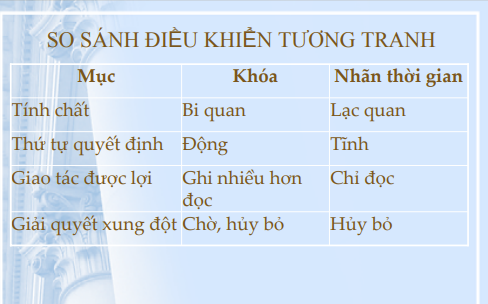 SO SÁNH ĐIỀU KHIỂN TƯƠNG TRANH
Mục Khóa Nhãn thời gian
Tính chất Bi quan Lạc quan
Thứ tự quyết định Động Tĩnh
Giao tác được lợi Ghi nhiều hơn đọc Chỉ đọc
Giải quyết xung đột Chờ, hủy bỏ Hủy bỏ